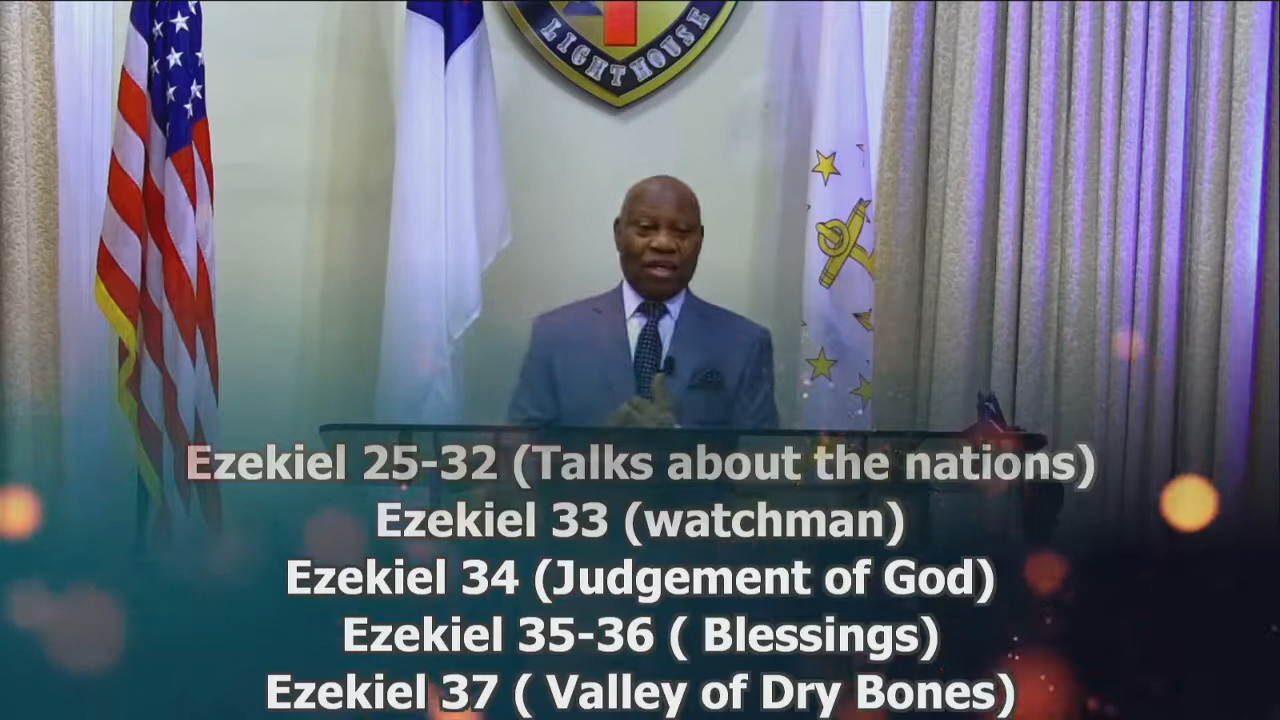 LIGHT HOUSE
Ezekiel 25-32 (Talks about the nations)
Ezekiel 33 (watchman)
Ezekiel 34 (Judgement of God)
Ezekiel 35-36 ( Blessings)
Ezekiel 37 ( Valley of Dry Bones)